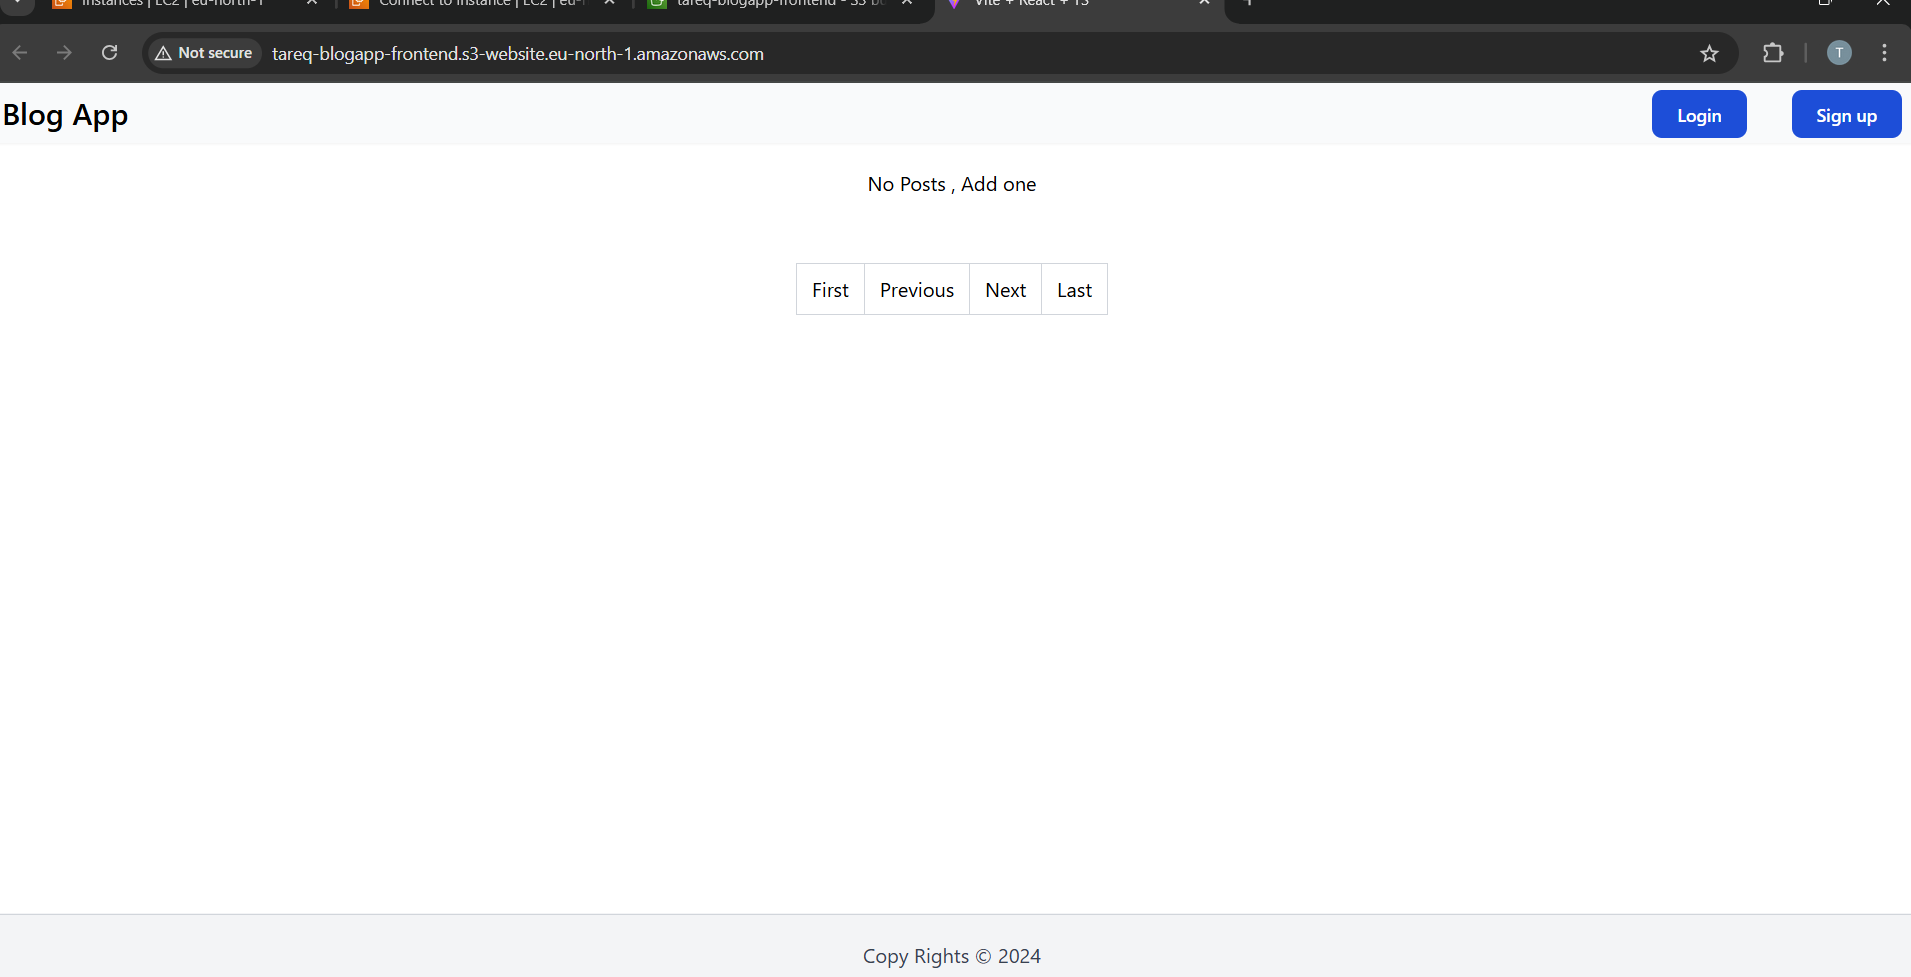 Instances | EC2 | eu-north-1
Connect to instance | EC2 | eu-
tareq-blogapp-frontend - S3 bu
Vite + React + TS
Not secure
tareq-blogapp-frontend.s3-website.eu-north-1.amazonaws.com
T
Blog App
Login
Sign up
No Posts , Add one
First
Previous
Next
Last
Copy Rights © 2024